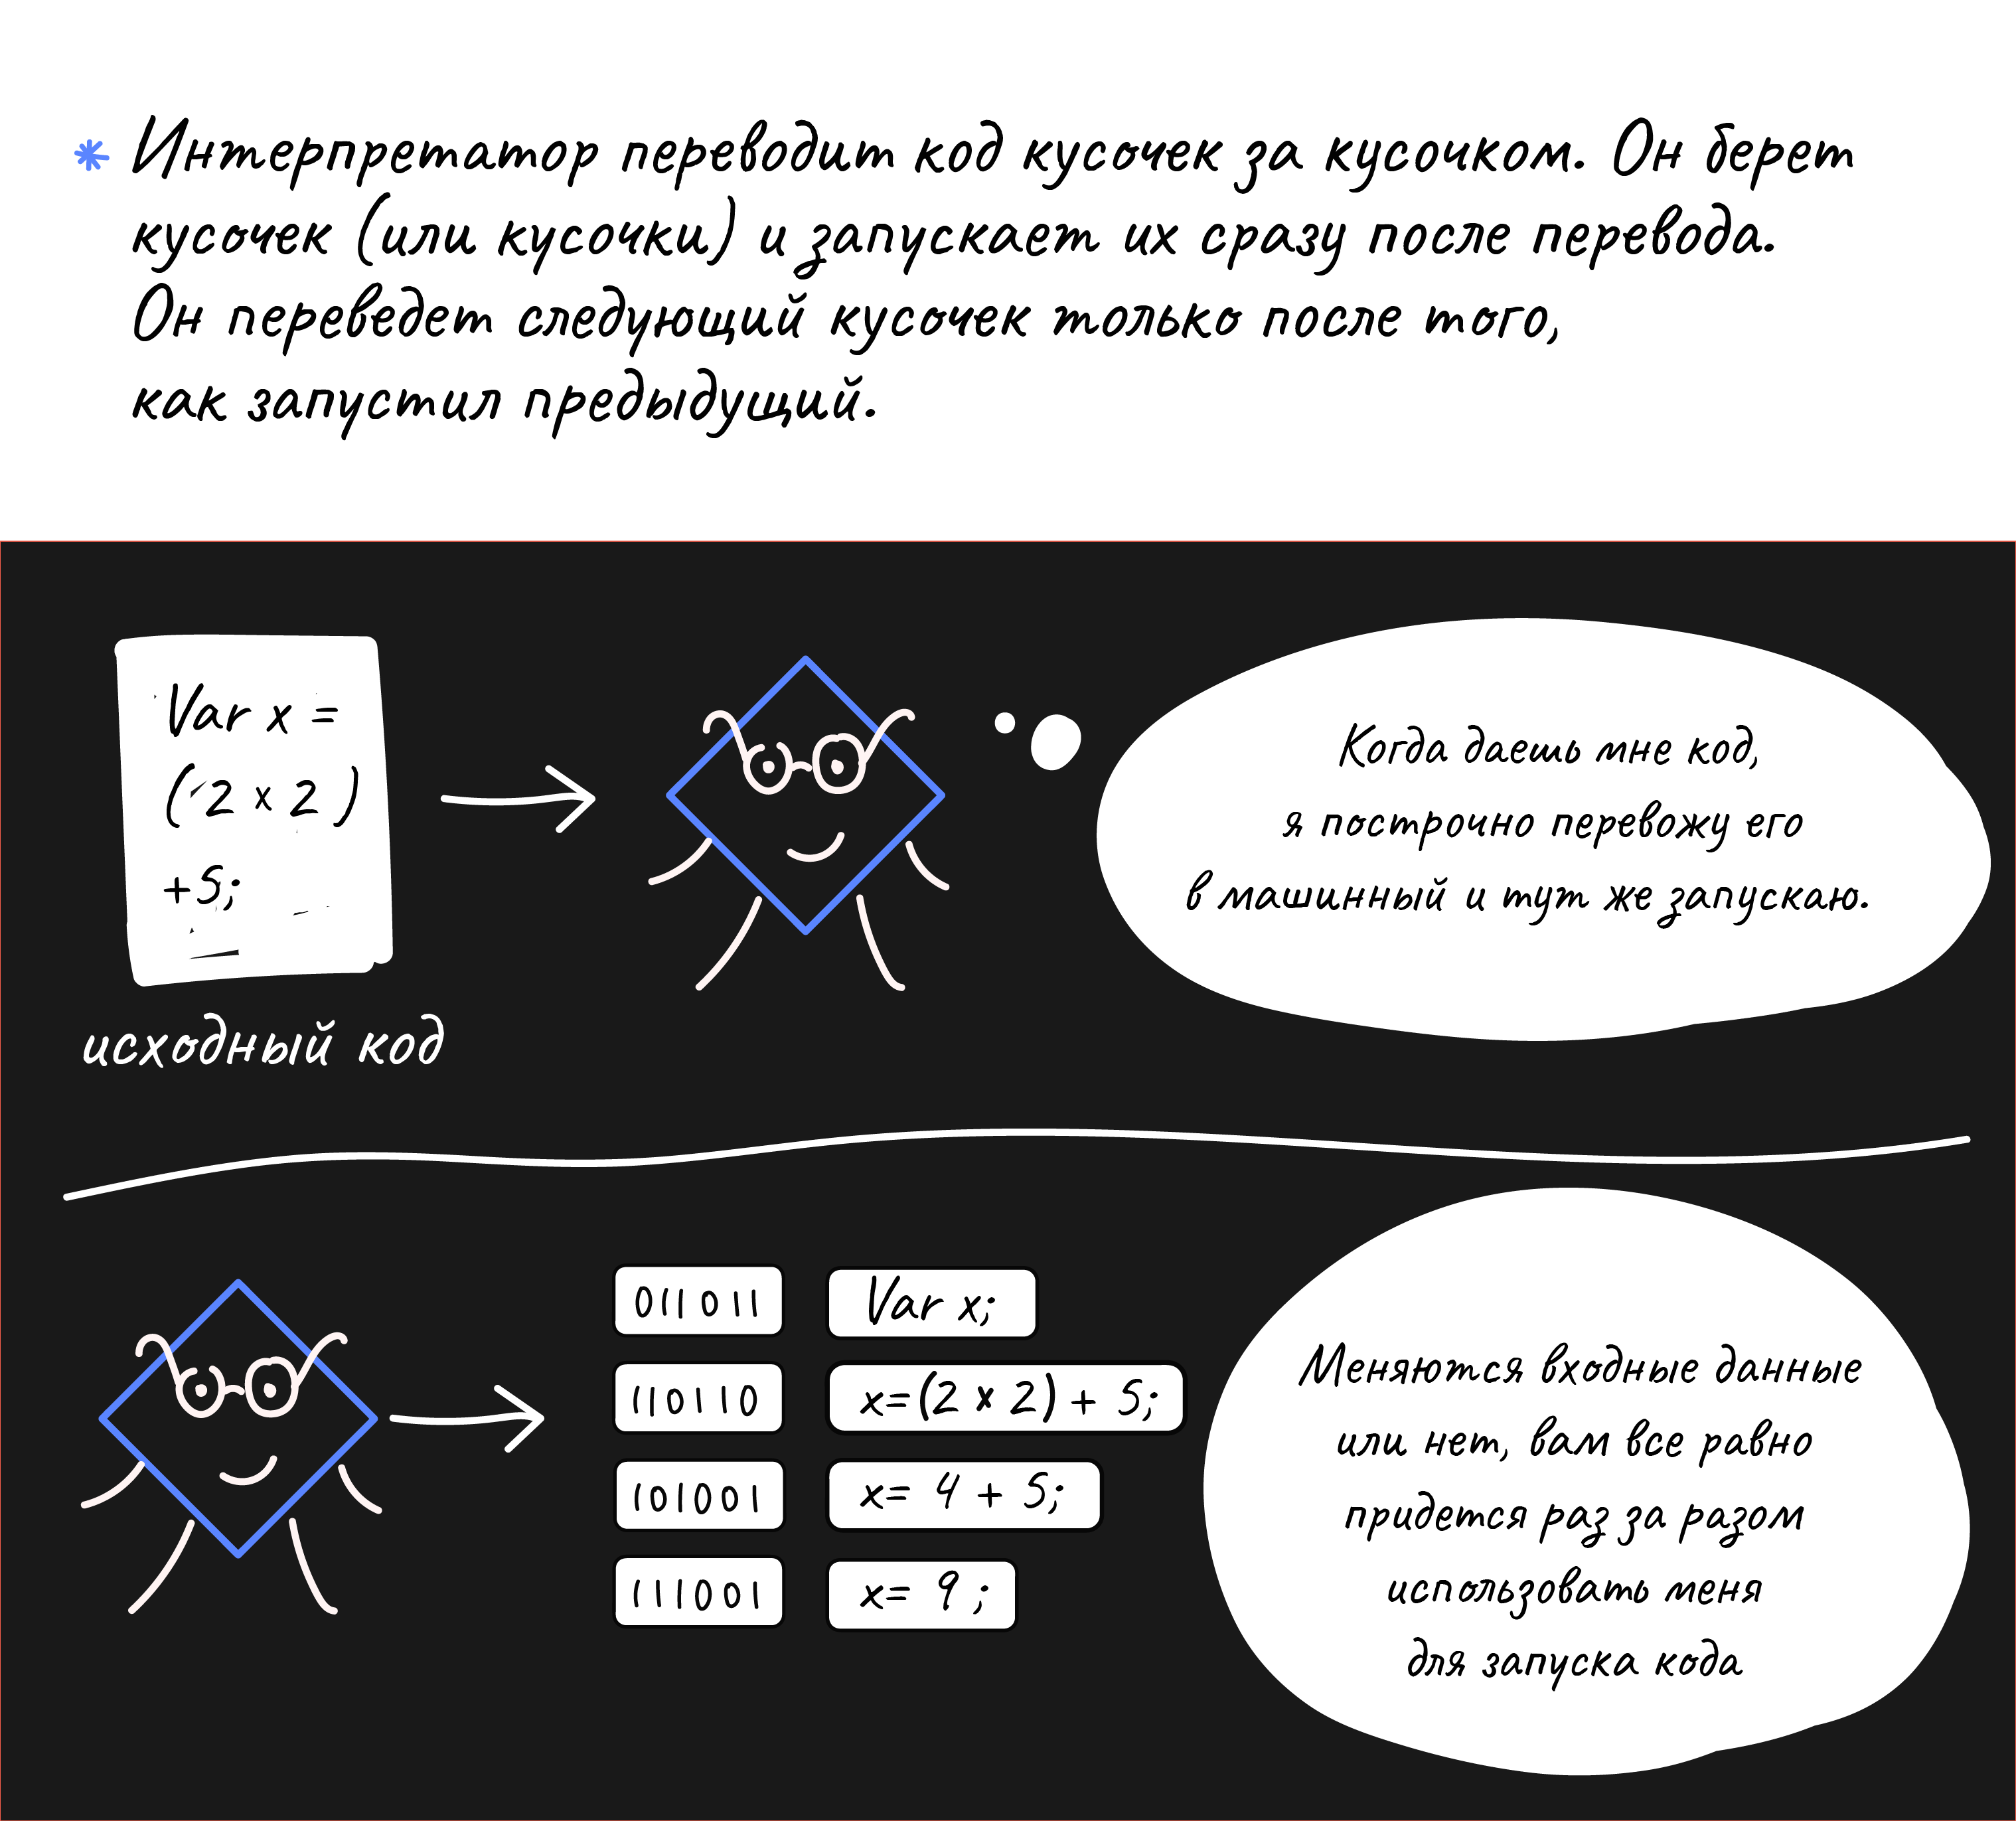 * Интерпретатор переводит код кусочек за кусочком. Он берет
кусочек (или кусочки) и запускает их сразу после перевода.
Он переведет следующий кусочек только после того,
как запустил предыдущий.
Var x =
(2 x 2)
+5;
исходный код
Когда даешь мне код,
я построчно перевожу его
в машинный и тут же запускаю.
011011 Var x;
110110 x=(2 x 2) + 5;
101001 x= 4 + 5;
111001 x= 9 ;
Меняются входные данные
или нет, вам все равно
придется раз за разом
использовать меня
для запуска кода